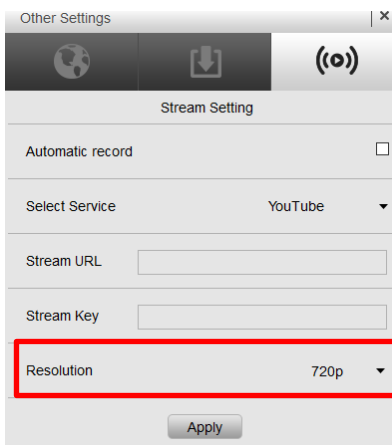 Other Settings
Stream Setting
Automatic record
Select Service YouTube
Stream URL
Stream Key
Resolution 720p
Apply